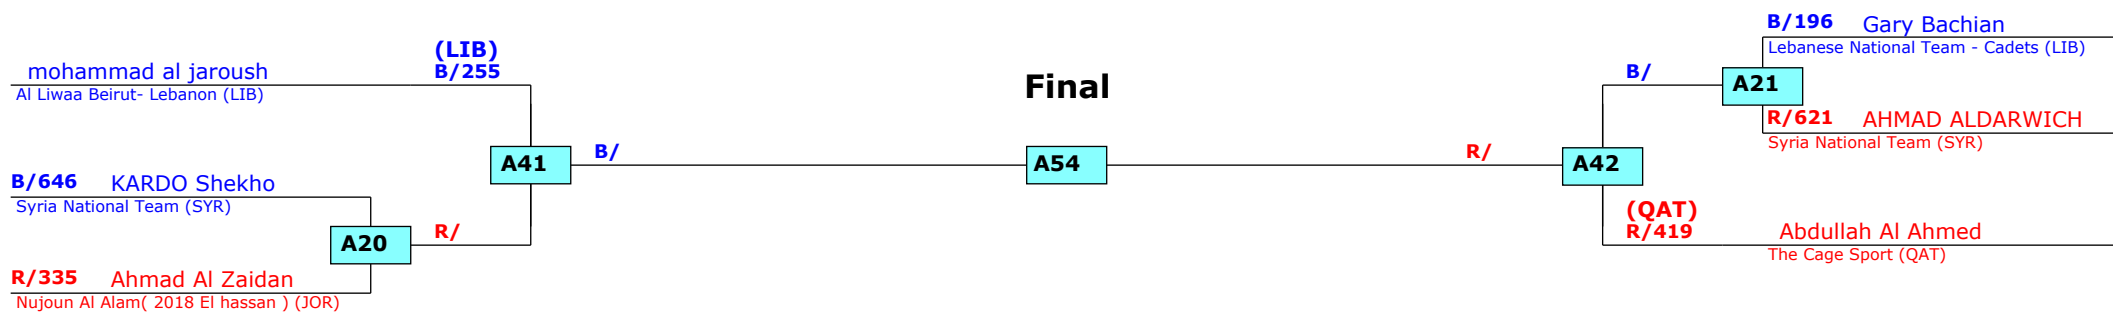 (LIB)
mohammad al jaroush B/255
Al Liwaa Beirut- Lebanon (LIB)
B/646 KARDO Shekho
Syria National Team (SYR)
A20
R/335 Ahmad Al Zaidan
Nujoun Al Alam( 2018 El hassan ) (JOR)
R/
A41
B/
Final
A54
R/
A42
B/
A21
B/196 Gary Bachian
Lebanese National Team - Cadets (LIB)
R/621 AHMAD ALDARWICH
Syria National Team (SYR)
(QAT)
R/419 Abdullah Al Ahmed
The Cage Sport (QAT)